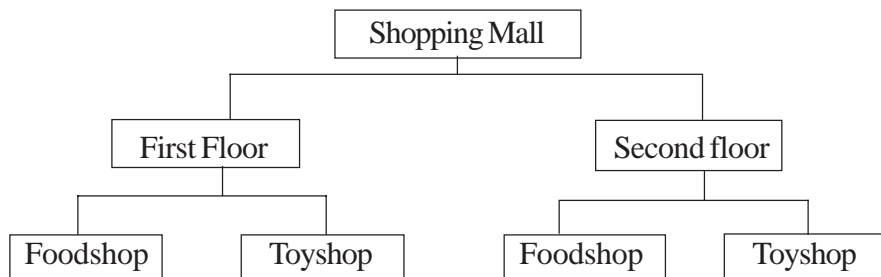 Shopping Mall
First Floor
Second floor
Foodshop
Toyshop
Foodshop
Toyshop